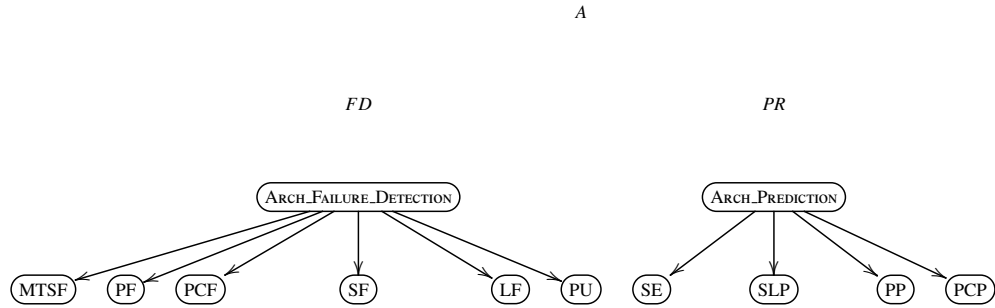 A
FD PR
ARCH_FAILURE_DETECTION ARCH_PREDICTION
MTSF PF PCF SF LF PU SE SLP PP PCP